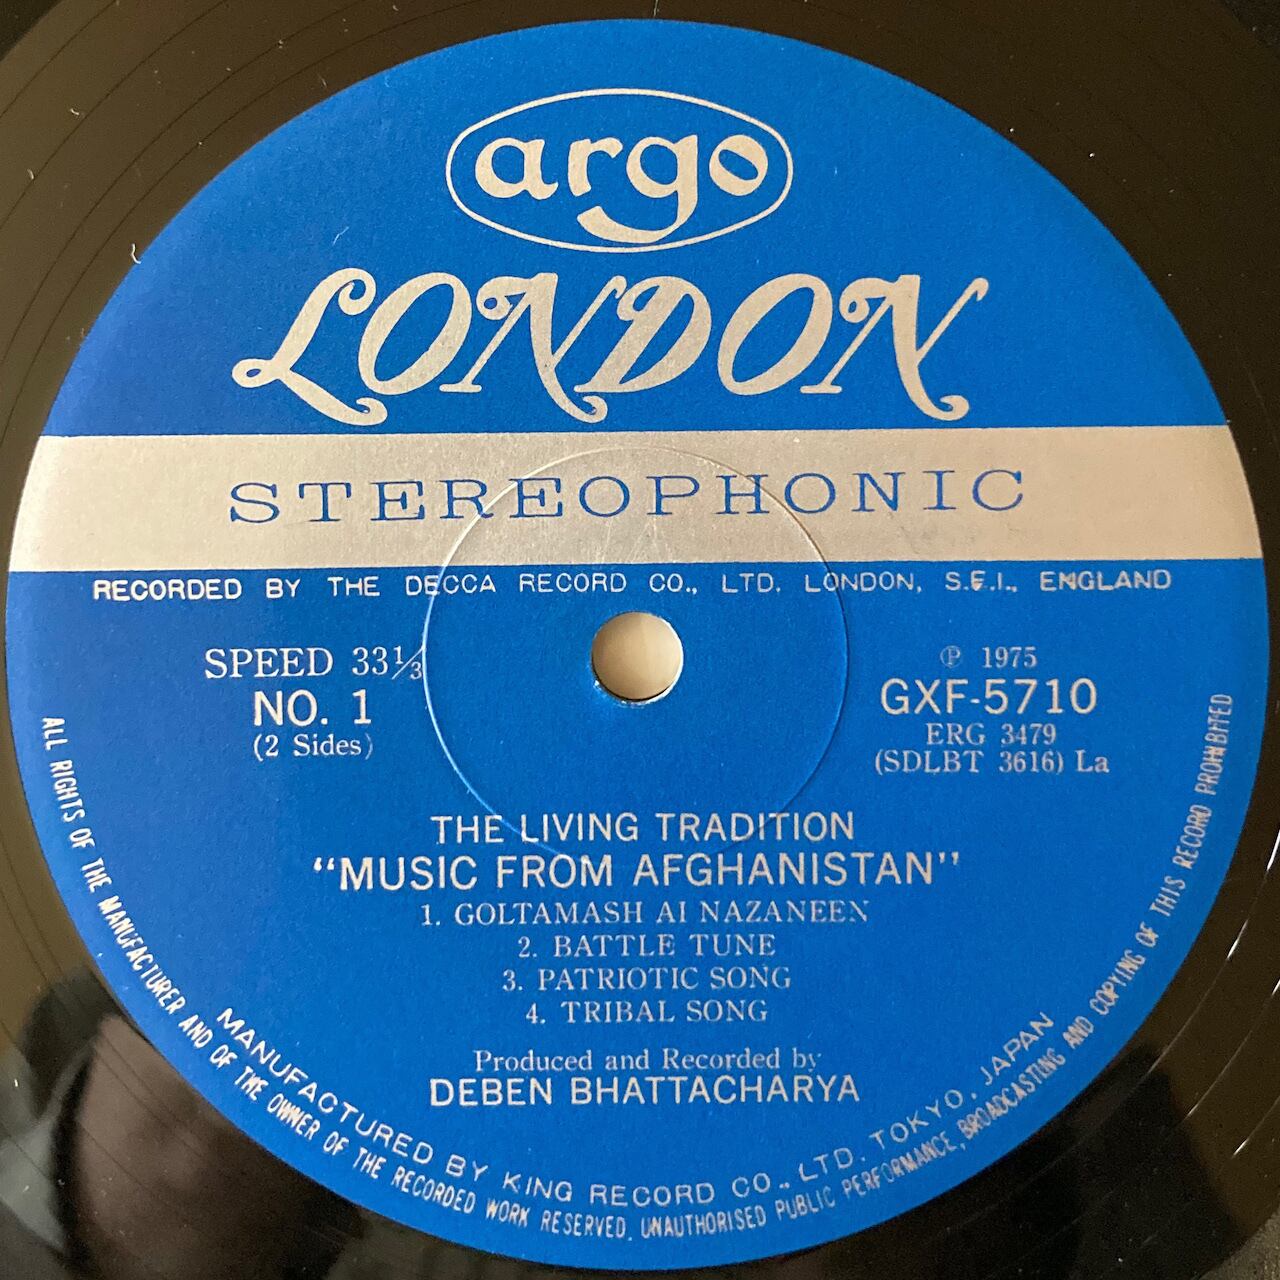 argo
LONDON
STEREOPHONIC
RECORDED BY THE DECCA RECORD CO., LTD. LONDON, S.E.I., ENGLAND
SPEED 33⅓
NO. 1
(2 Sides)
℗ 1975
GXF-5710
ERG 3479
(SDLBT 3616) La
THE LIVING TRADITION
"MUSIC FROM AFGHANISTAN"
1. GOLTAMASH AI NAZANEEN
2. BATTLE TUNE
3. PATRIOTIC SONG
4. TRIBAL SONG
Produced and Recorded by
DEBEN BHATTACHARYA
MANUFACTURED BY KING RECORD CO., LTD. TOKYO, JAPAN
ALL RIGHTS OF THE MANUFACTURER AND OF THE OWNER OF THE RECORDED WORK RESERVED. UNAUTHORISED PUBLIC PERFORMANCE, BROADCASTING AND COPYING OF THIS RECORD PROHIBITED